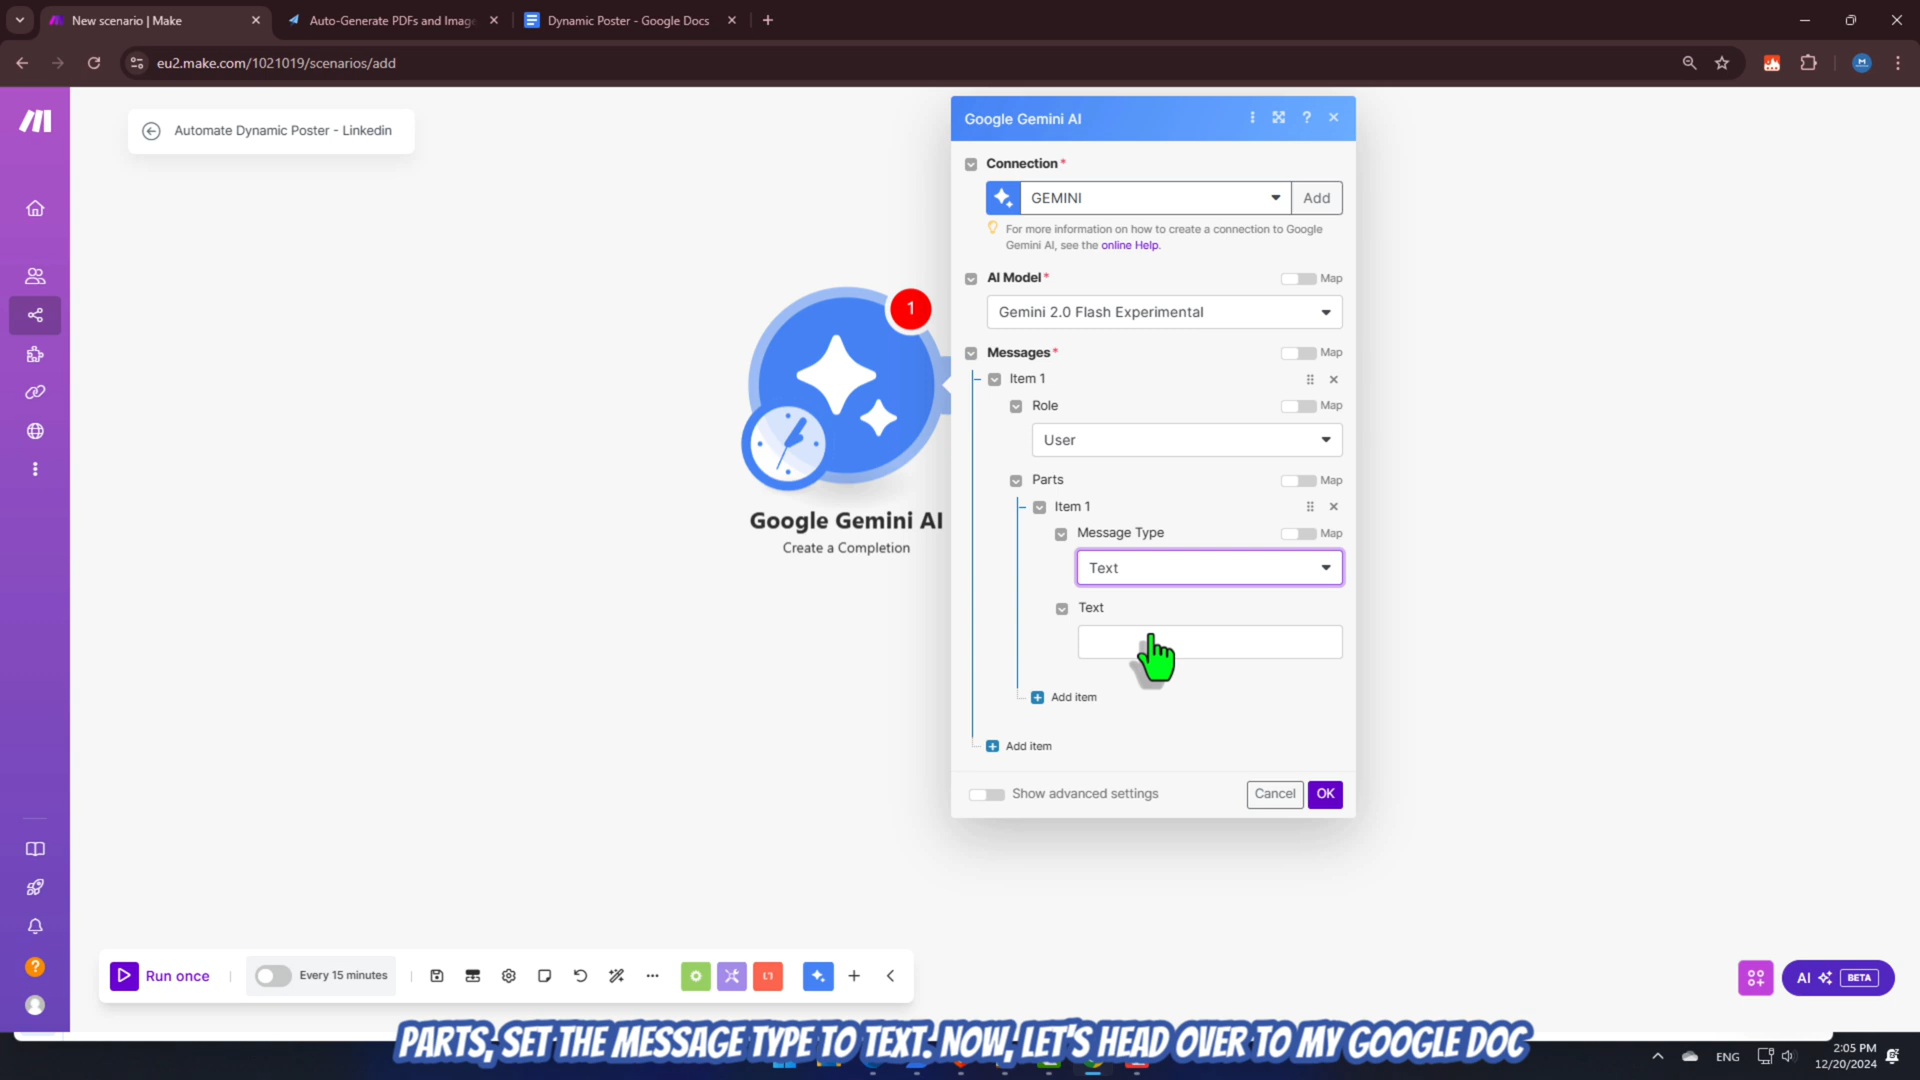 New scenario | Make
Auto-Generate PDFs and Imag
Dynamic Poster - Google Docs
eu2.make.com/1021019/scenarios/add
Automate Dynamic Poster - Linkedin
Google Gemini AI
?
Connection*
GEMINI
Add
For more information on how to create a connection to Google
Gemini AI, see the online Help.
AI Model*
Map
Gemini 2.0 Flash Experimental
Messages*
Map
Item 1
Role
Map
User
Parts
Map
Item 1
Message Type
Map
Text
Text
Add item
Add item
Show advanced settings
Cancel
OK
1
Google Gemini AI
Create a Completion
Run once
Every 15 minutes
AI
BETA
PARTS, SET THE MESSAGE TYPE TO TEXT. NOW, LET'S HEAD OVER TO MY GOOGLE DOC
ENG
2:05 PM
12/20/2024